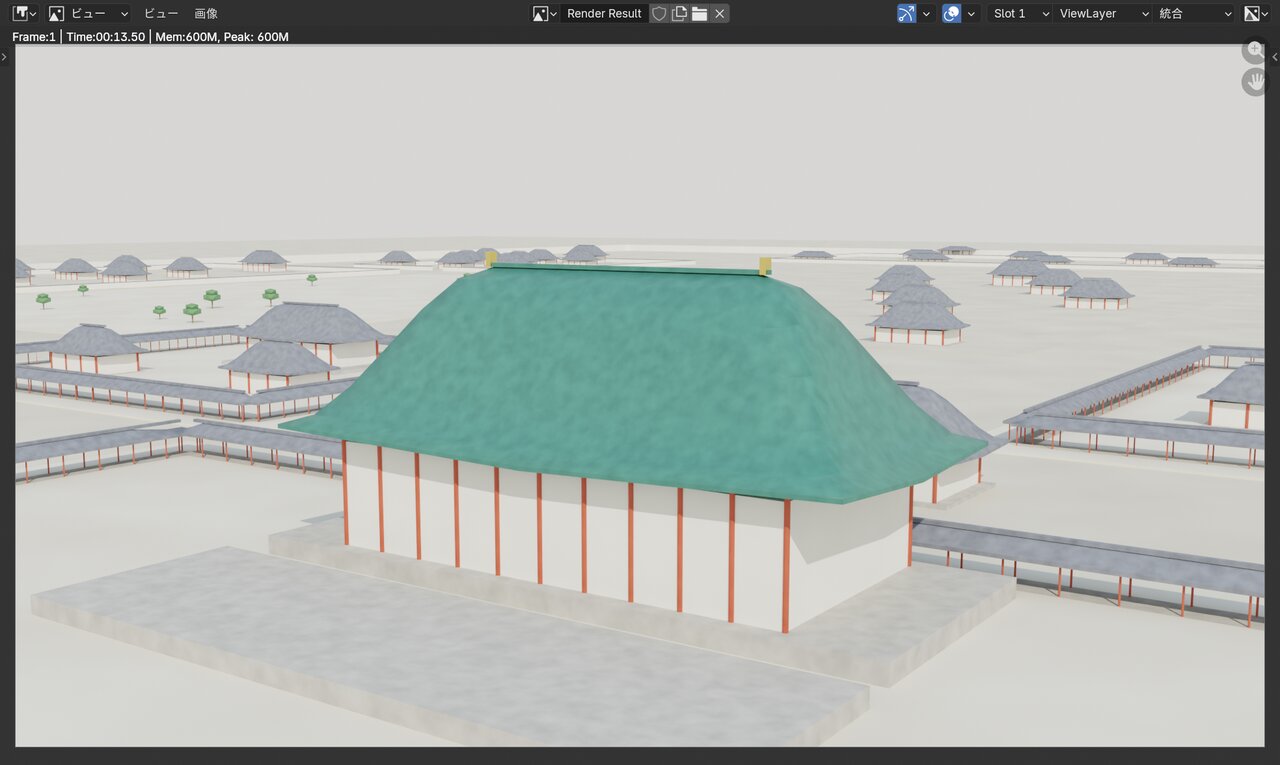 ビュー ビュー 画像 Render Result Slot 1 ViewLayer 統合
Frame:1 | Time:00:13.50 | Mem:600M, Peak: 600M